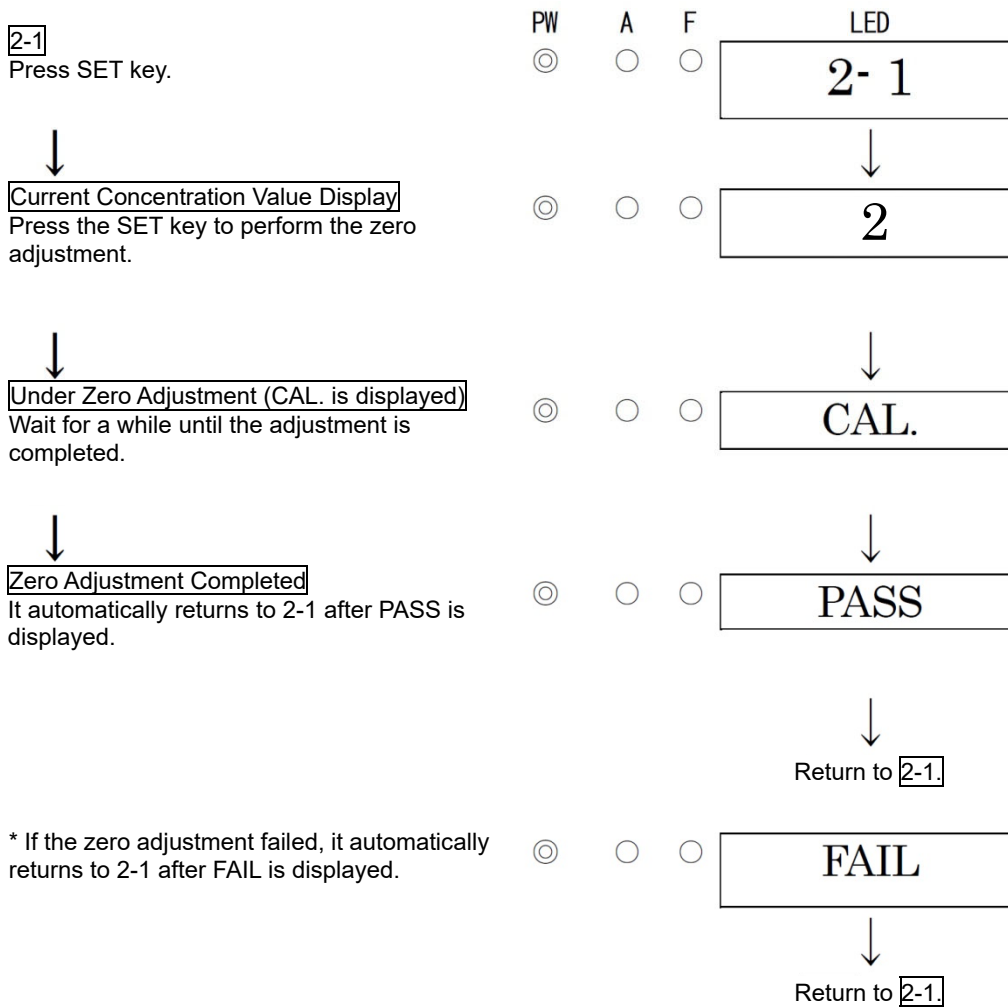 PW A F LED
2-1
Press SET key.
2- 1
Current Concentration Value Display
Press the SET key to perform the zero
adjustment.
2
Under Zero Adjustment (CAL. is displayed)
Wait for a while until the adjustment is
completed.
CAL.
Zero Adjustment Completed
It automatically returns to 2-1 after PASS is
displayed.
PASS
Return to 2-1.
* If the zero adjustment failed, it automatically
returns to 2-1 after FAIL is displayed.
FAIL
Return to 2-1.